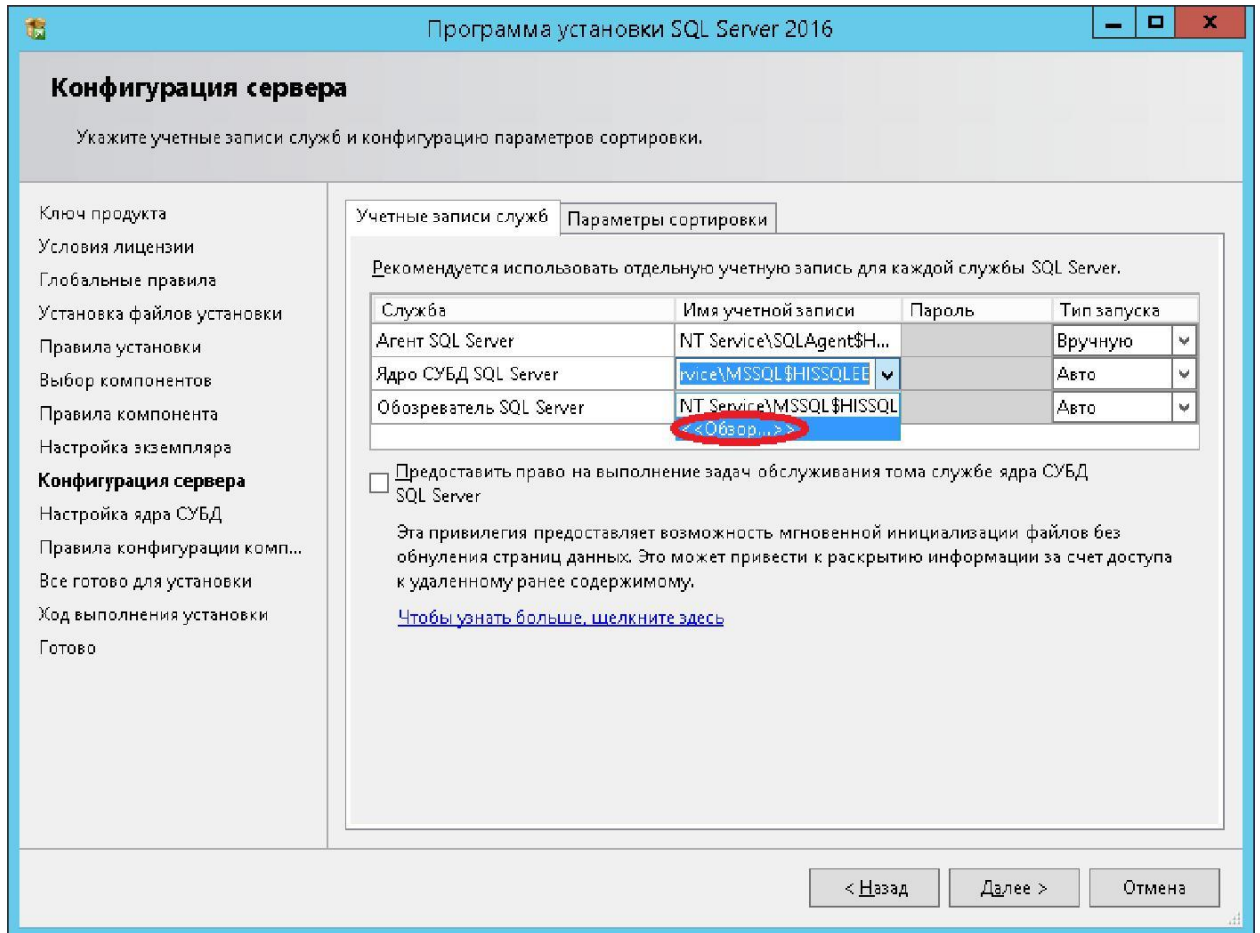 Программа установки SQL Server 2016
Конфигурация сервера
Укажите учетные записи служб и конфигурацию параметров сортировки.
Ключ продукта
Условия лицензии
Глобальные правила
Установка файлов установки
Правила установки
Выбор компонентов
Правила компонента
Настройка экземпляра
Конфигурация сервера
Настройка ядра СУБД
Правила конфигурации комп...
Все готово для установки
Ход выполнения установки
Готово
Учетные записи служб Параметры сортировки
Рекомендуется использовать отдельную учетную запись для каждой службы SQL Server.
Служба Имя учетной записи Пароль Тип запуска
Агент SQL Server NT Service\SQLAgent$H... Вручную
Ядро СУБД SQL Server rvice\MSSQL$HISSQLEE Авто
Обозреватель SQL Server NT Service\MSSQL$HISSQL Авто
<<Обзор...>>
Предоставить право на выполнение задач обслуживания тома службе ядра СУБД
SQL Server
Эта привилегия предоставляет возможность мгновенной инициализации файлов без
обнуления страниц данных. Это может привести к раскрытию информации за счет доступа
к удаленному ранее содержимому.
Чтобы узнать больше, щелкните здесь
< Назад Далее > Отмена